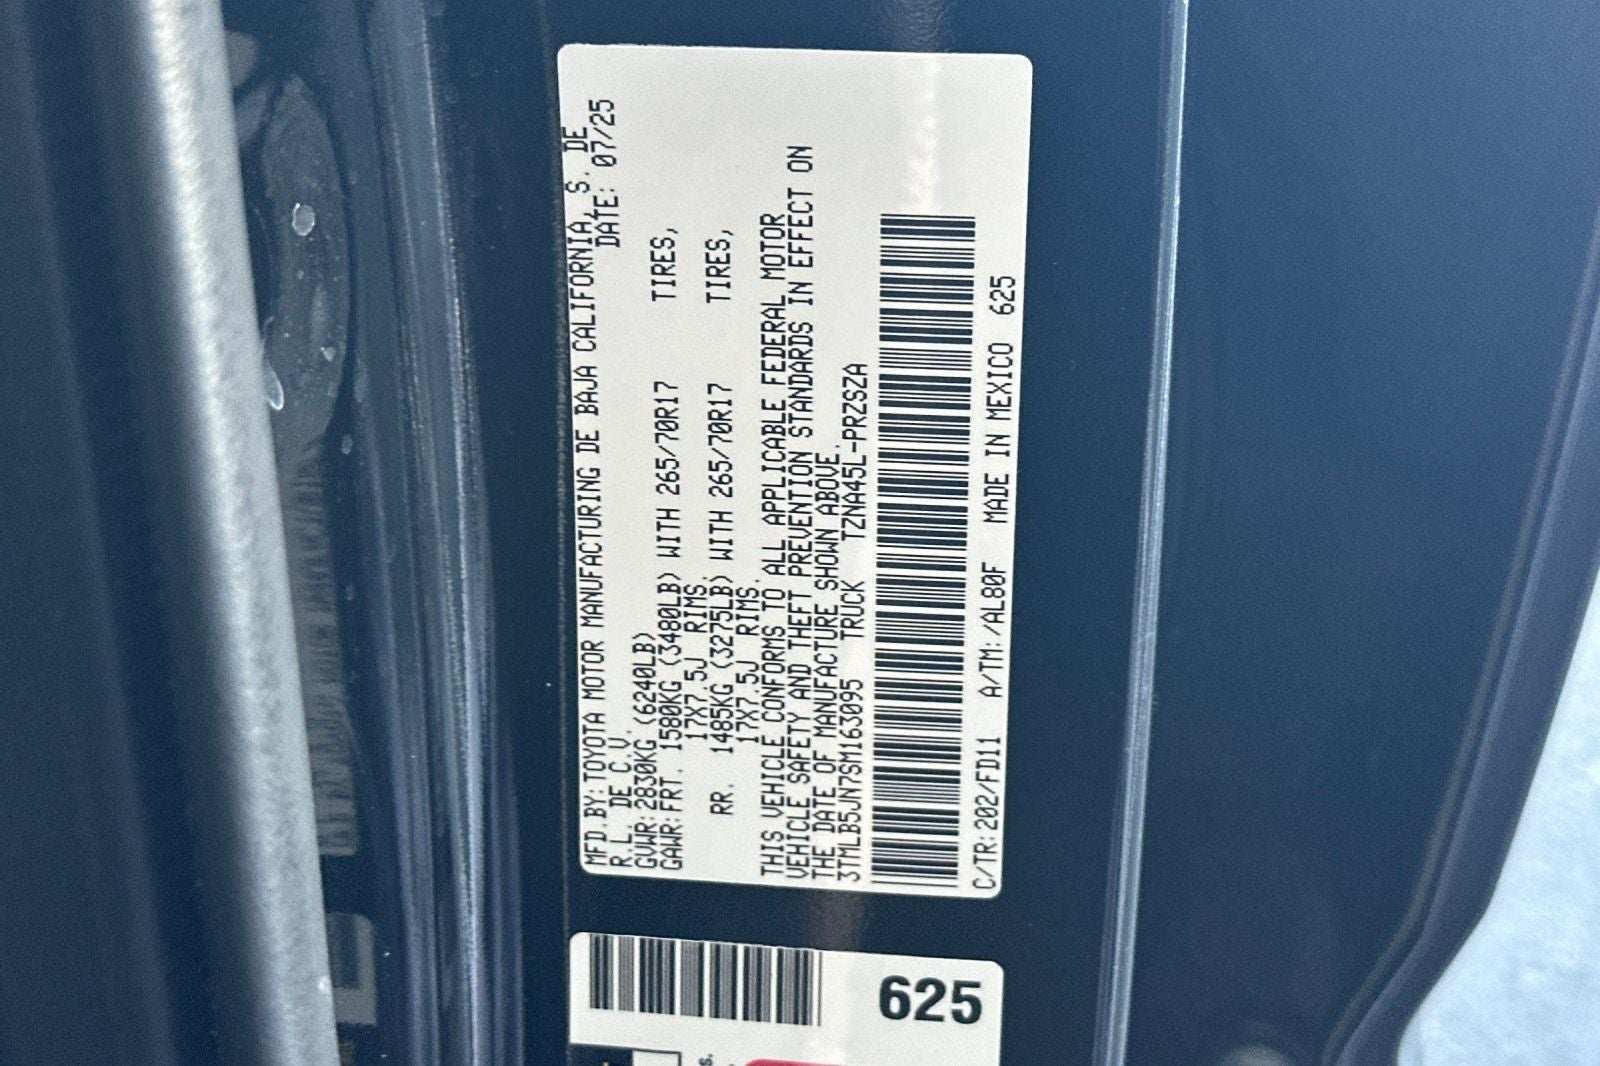 MFD.BY:TOYOTA MOTOR MANUFACTURING DE BAJA CALIFORNIA, S. DE
R.L. DE C.V. DATE: 07/25
GVWR:2830KG (6240LB)
GAWR:FRT. 1580KG (3480LB) WITH 265/70R17 TIRES,
17X7.5J RIMS.
RR. 1485KG (3275LB) WITH 265/70R17 TIRES,
17X7.5J RIMS.
THIS VEHICLE CONFORMS TO ALL APPLICABLE FEDERAL MOTOR
VEHICLE SAFETY AND THEFT PREVENTION STANDARDS IN EFFECT ON
THE DATE OF MANUFACTURE SHOWN ABOVE.
3TMLB5JN7SM163095 TRUCK TZNA45L-PRZSZA
C/TR:202/FD11 A/TM:/AL80F MADE IN MEXICO 625
625